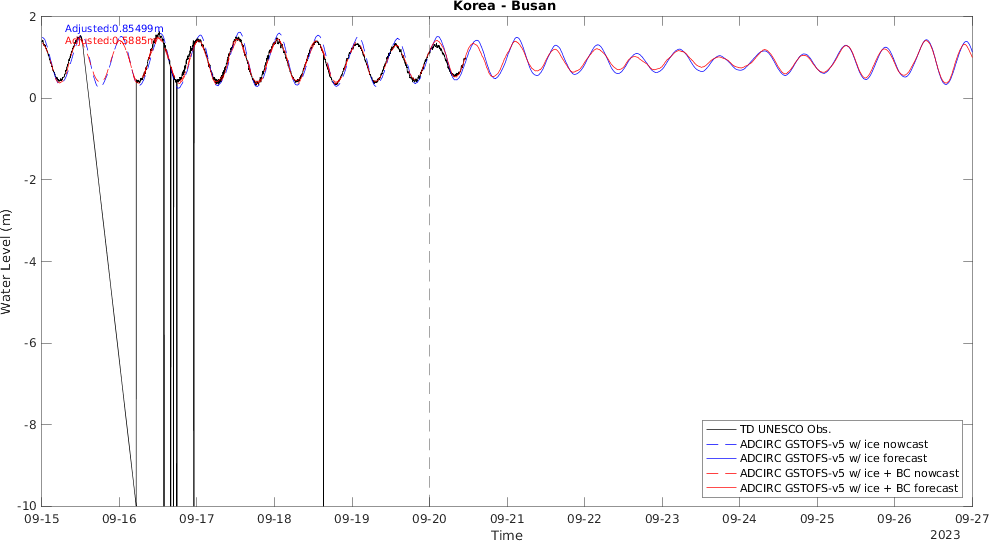 Korea - Busan
Adjusted:0.85499m
2
0
-2
-4
-6
-8
-10
Water Level (m)
TD UNESCO Obs.
ADCIRC GSTOFS-v5 w/ ice nowcast
ADCIRC GSTOFS-v5 w/ ice forecast
ADCIRC GSTOFS-v5 w/ ice + BC nowcast
ADCIRC GSTOFS-v5 w/ ice + BC forecast
09-15 09-16 09-17 09-18 09-19 09-20 09-21 09-22 09-23 09-24 09-25 09-26 09-27
Time
2023